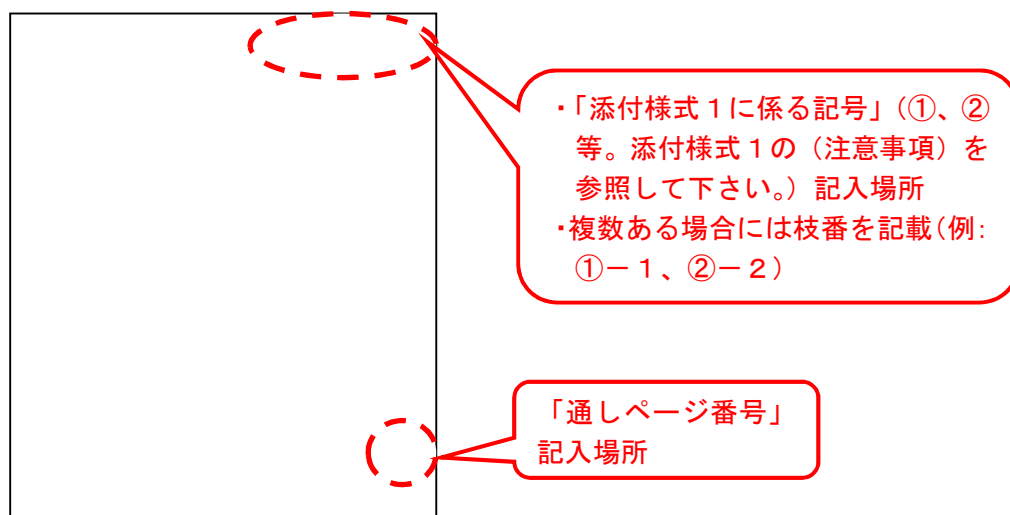 ・「添付様式１に係る記号」（①、②
等。添付様式１の（注意事項）を
参照して下さい。）記入場所
・複数ある場合には枝番を記載（例：
①－１、②－２）
「通しページ番号」
記入場所